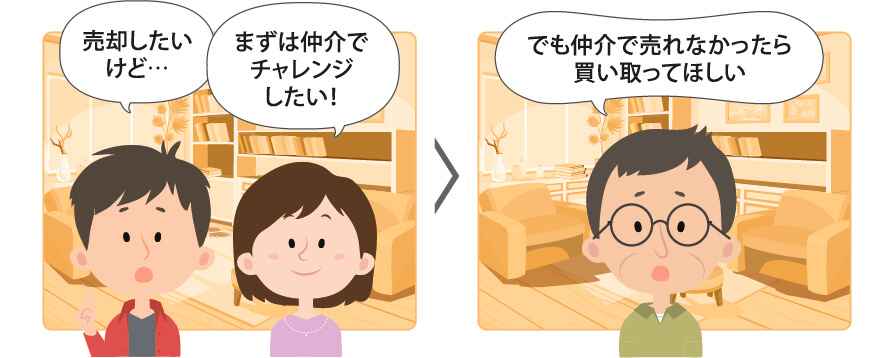 売却したい
けど…
まずは仲介で
チャレンジ
したい！
でも仲介で売れなかったら
買い取ってほしい